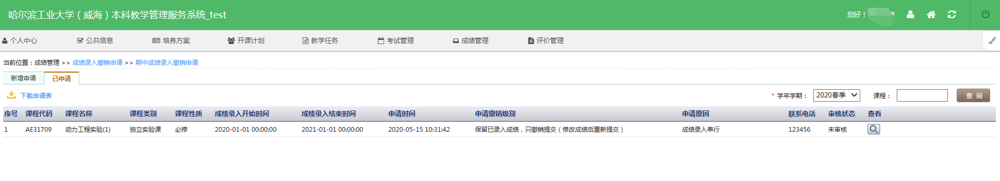 哈尔滨工业大学（威海）本科教学管理服务系统_test 您好！
个人中心 公共信息 培养方案 开课计划 教学任务 考试管理 成绩管理 评价管理
当前位置：成绩管理 >> 成绩录入撤销申请 >> 期中成绩录入撤销申请
新增申请 已申请
下载申请表 * 学年学期： 2020春季 课程： 查 询
序号 课程代码 课程名称 课程类别 课程性质 成绩录入开始时间 成绩录入结束时间 申请时间 申请撤销级别 申请原因 联系电话 审核状态 查看
1 AE31709 动力工程实验(1) 独立实验课 必修 2020-01-01 00:00:00 2021-01-01 00:00:00 2020-05-15 10:31:42 保留已录入成绩，只撤销提交（修改成绩后重新提交） 成绩录入串行 123456 未审核